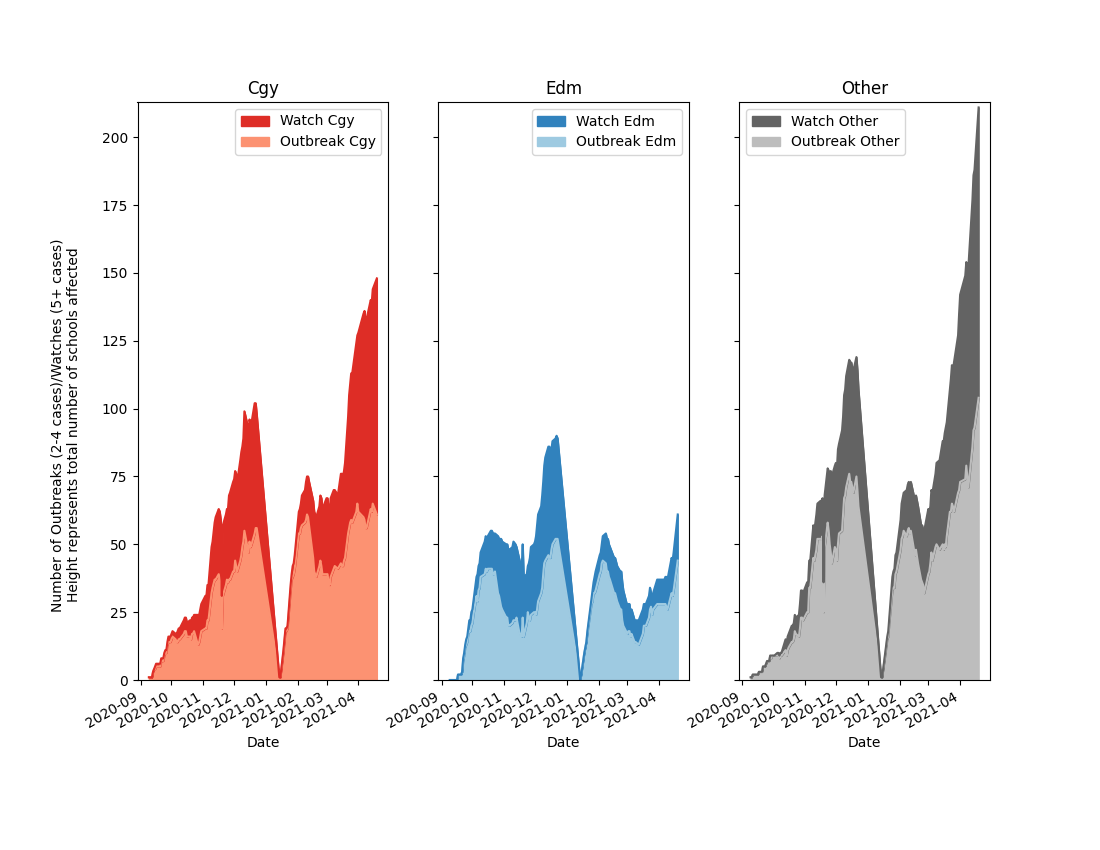 Cgy
Edm
Other
Watch Cgy
Outbreak Cgy
Watch Edm
Outbreak Edm
Watch Other
Outbreak Other
Number of Outbreaks (2-4 cases)/Watches (5+ cases)
Height represents total number of schools affected
200
175
150
125
100
75
50
25
0
2020-09
2020-10
2020-11
2020-12
2021-01
2021-02
2021-03
2021-04
2020-09
2020-10
2020-11
2020-12
2021-01
2021-02
2021-03
2021-04
2020-09
2020-10
2020-11
2020-12
2021-01
2021-02
2021-03
2021-04
Date
Date
Date